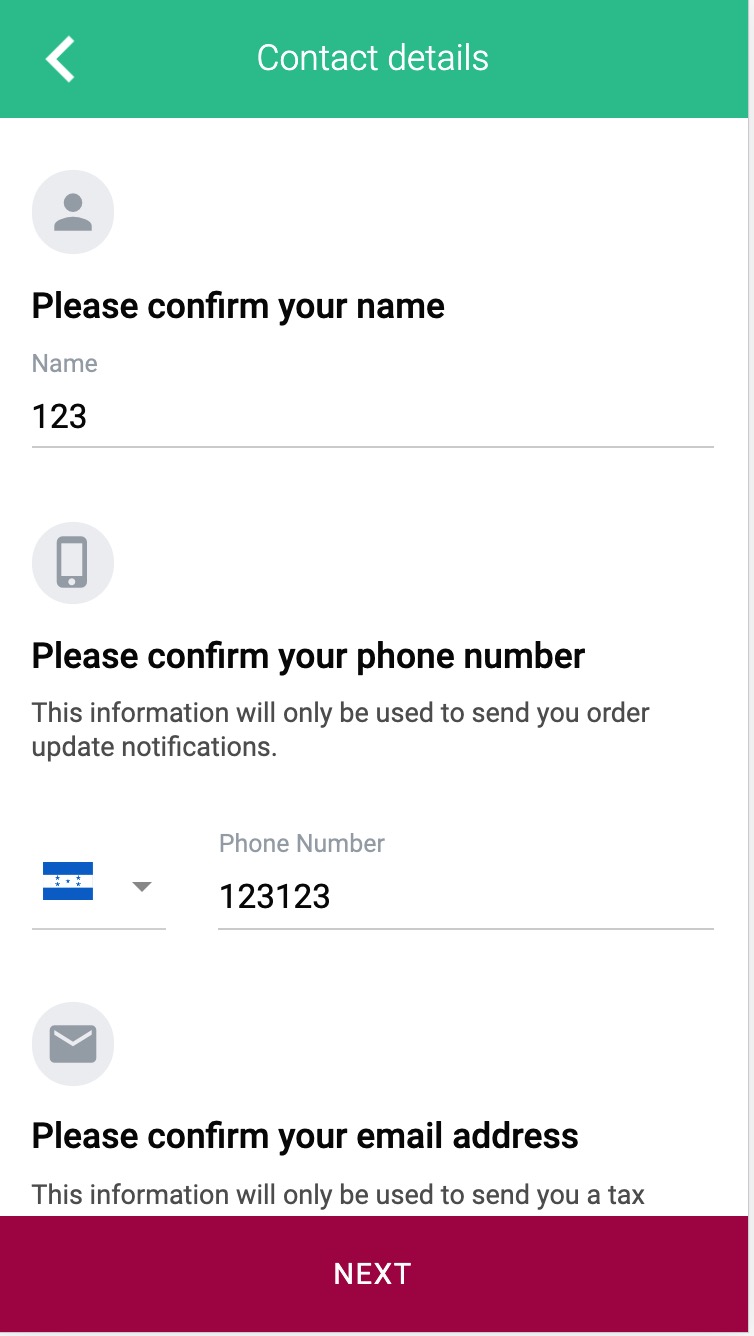 Contact details
Please confirm your name
Name
123
Please confirm your phone number
This information will only be used to send you order
update notifications.
Phone Number
123123
Please confirm your email address
This information will only be used to send you a tax
NEXT